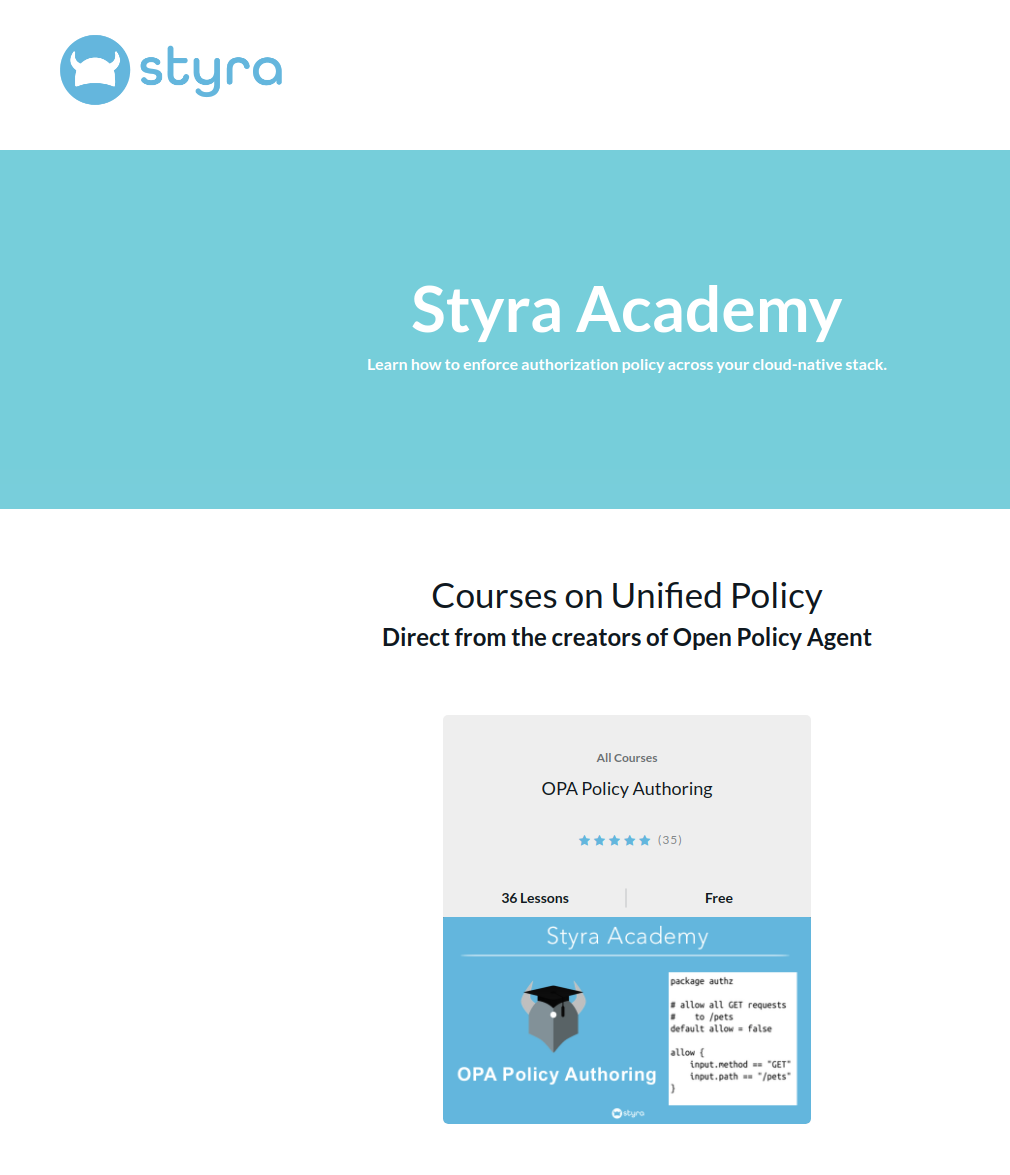 styra
Styra Academy
Learn how to enforce authorization policy across your cloud-native stack.
Courses on Unified Policy
Direct from the creators of Open Policy Agent
All Courses
OPA Policy Authoring
(35)
36 Lessons
Free
Styra Academy
package authz
# allow all GET requests
#    to /pets
default allow = false
allow {
    input.method == "GET"
    input.path == "/pets"
}
OPA Policy Authoring
styra